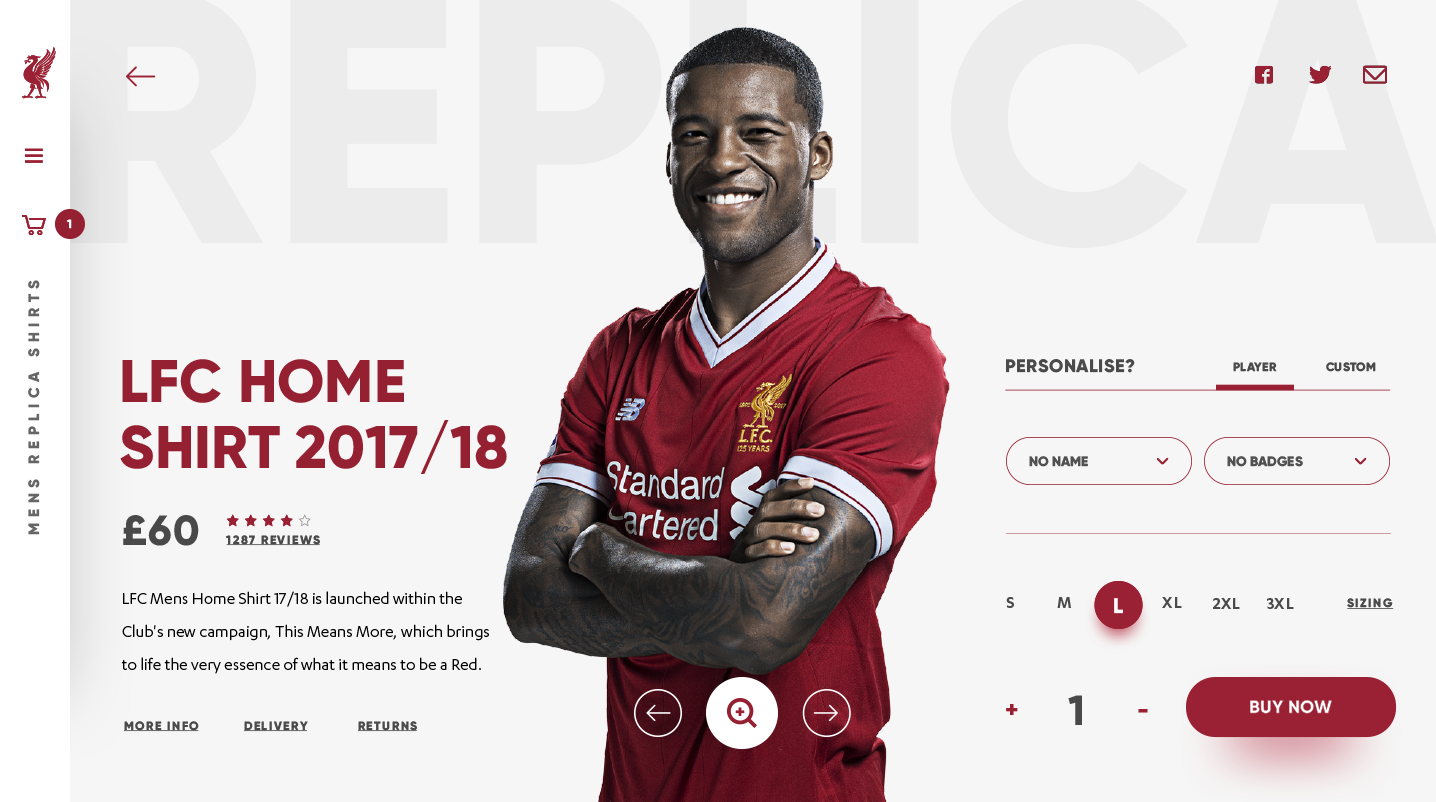 REPLICA
1
MENS REPLICA SHIRTS
LFC HOME
SHIRT 2017/18
£60
1287 REVIEWS
LFC Mens Home Shirt 17/18 is launched within the
Club's new campaign, This Means More, which brings
to life the very essence of what it means to be a Red.
MORE INFO DELIVERY RETURNS
1892 2017
L.F.C.
125 YEARS
Standard
artered
PERSONALISE? PLAYER CUSTOM
NO NAME NO BADGES
S M L XL 2XL 3XL SIZING
+ 1 - BUY NOW